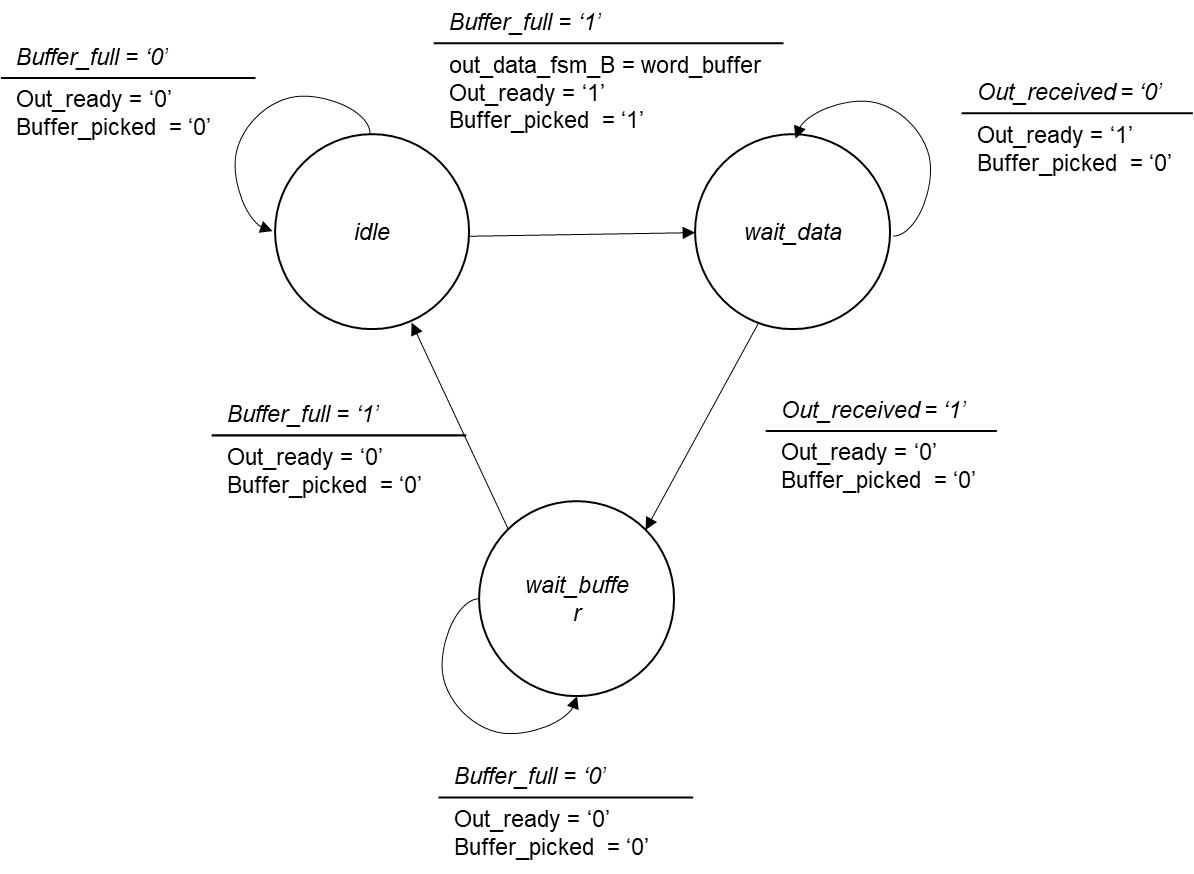 Buffer_full = ‘1’
out_data_fsm_B = word_buffer
Out_ready = ‘1’
Buffer_picked = ‘1’
Buffer_full = ‘0’
Out_ready = ‘0’
Buffer_picked = ‘0’
Out_received = ‘0’
Out_ready = ‘1’
Buffer_picked = ‘0’
idle
wait_data
Buffer_full = ‘1’
Out_ready = ‘0’
Buffer_picked = ‘0’
Out_received = ‘1’
Out_ready = ‘0’
Buffer_picked = ‘0’
wait_buffe
r
Buffer_full = ‘0’
Out_ready = ‘0’
Buffer_picked = ‘0’